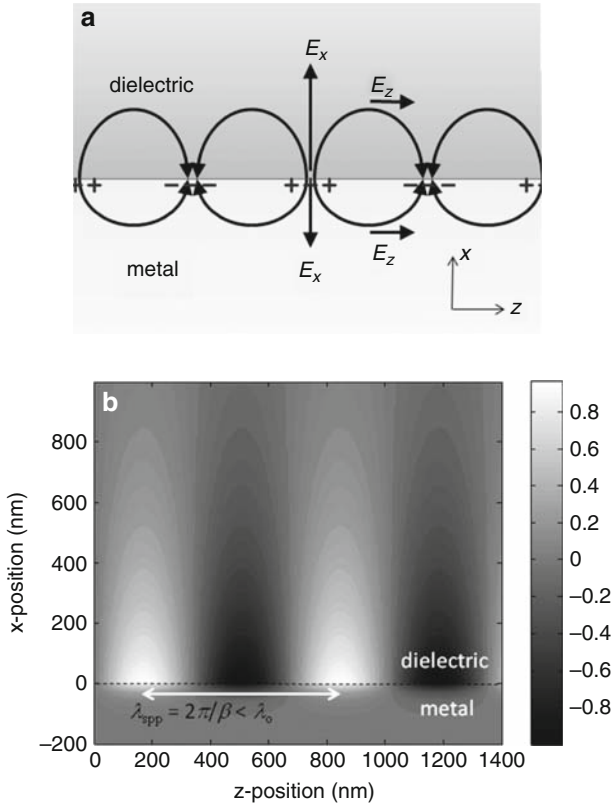 a
E_x
dielectric
E_z
+ + − − + + − − +
E_x
E_z
metal
x
z
b
800
600
400
200
0
−200
x-position (nm)
dielectric
metal
λ_spp = 2π/β < λ_o
0 200 400 600 800 1000 1200 1400
z-position (nm)
0.8
0.6
0.4
0.2
0
−0.2
−0.4
−0.6
−0.8